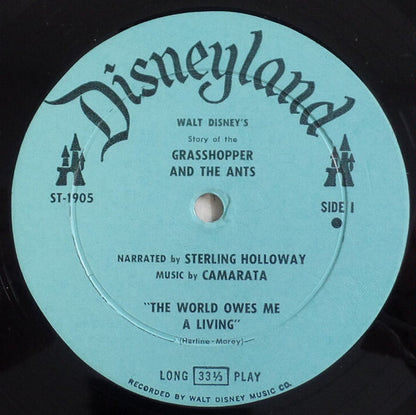 Disneyland
WALT DISNEY'S
Story of the
GRASSHOPPER
AND THE ANTS
ST-1905
SIDE 1
NARRATED by STERLING HOLLOWAY
MUSIC by CAMARATA
"THE WORLD OWES ME
A LIVING"
(Harline-Morey)
LONG 33⅓ PLAY
RECORDED BY WALT DISNEY MUSIC CO.